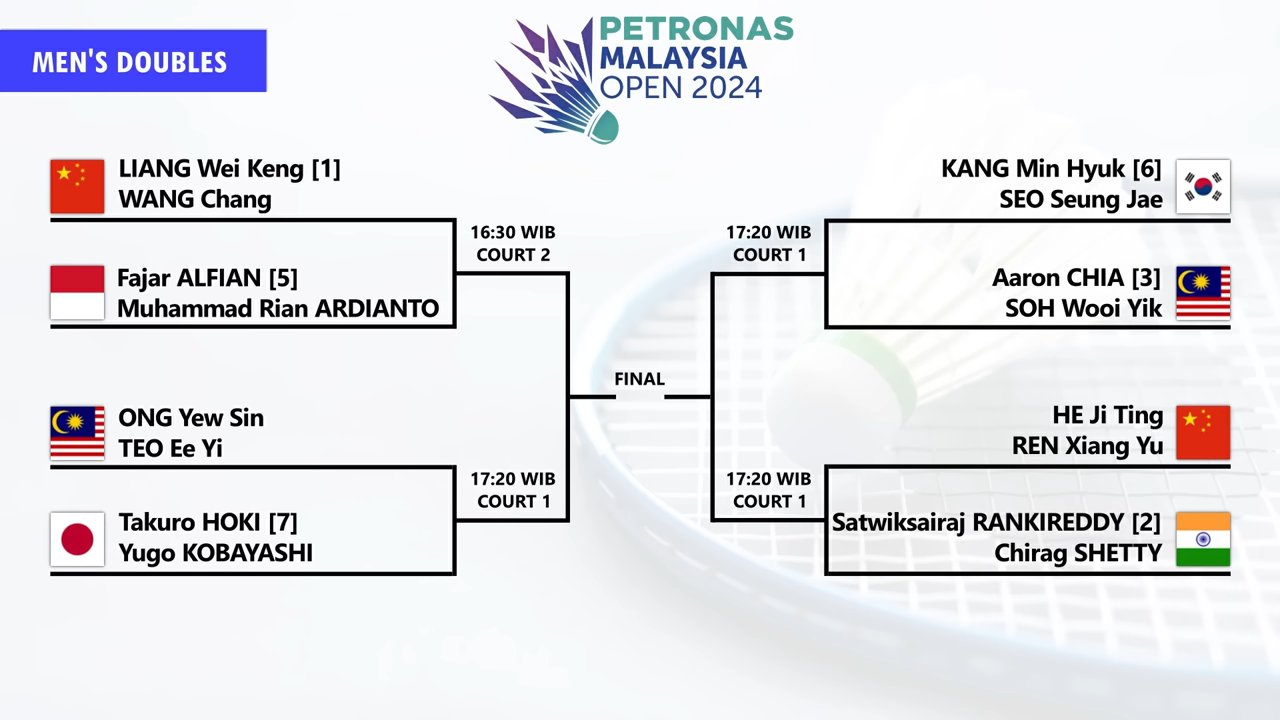 MEN'S DOUBLES
PETRONAS
MALAYSIA
OPEN 2024
LIANG Wei Keng [1]
WANG Chang
16:30 WIB
COURT 2
Fajar ALFIAN [5]
Muhammad Rian ARDIANTO
ONG Yew Sin
TEO Ee Yi
17:20 WIB
COURT 1
Takuro HOKI [7]
Yugo KOBAYASHI
FINAL
KANG Min Hyuk [6]
SEO Seung Jae
17:20 WIB
COURT 1
Aaron CHIA [3]
SOH Wooi Yik
HE Ji Ting
REN Xiang Yu
17:20 WIB
COURT 1
Satwiksairaj RANKIREDDY [2]
Chirag SHETTY